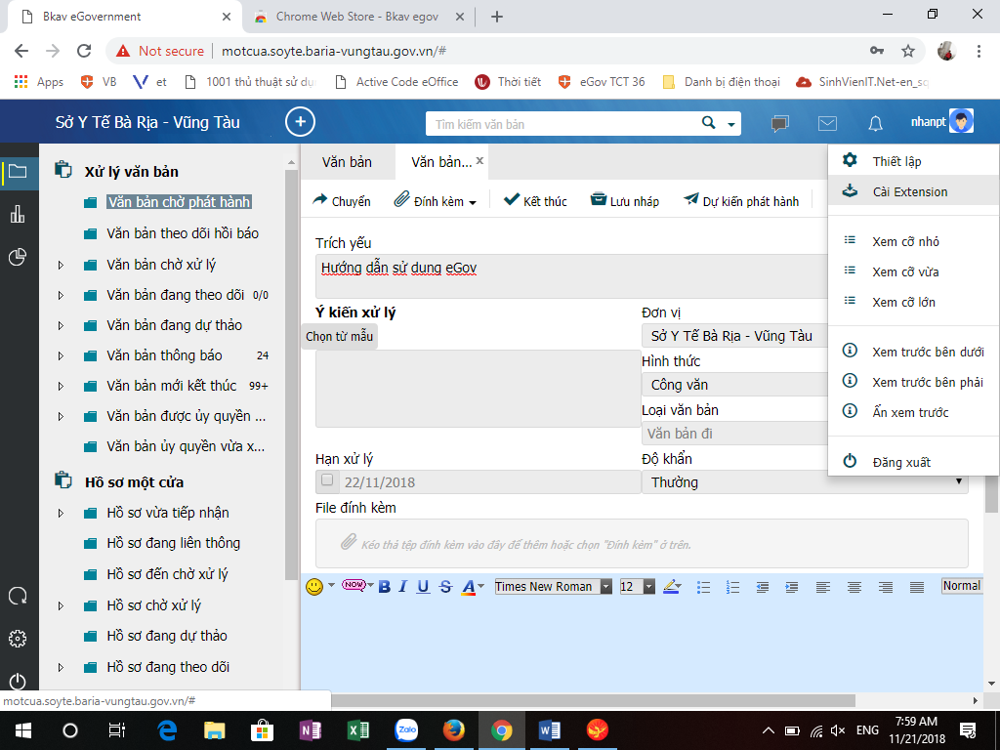 Bkav eGovernment
Chrome Web Store - Bkav egov
Not secure
motcua.soyte.baria-vungtau.gov.vn/#
Apps
VB
et
1001 thủ thuật sử dụ
Active Code eOffice
Thời tiết
eGov TCT 36
Danh bị điện thoại
SinhVienIT.Net-en_sq
Sở Y Tế Bà Rịa - Vũng Tàu
Tìm kiếm văn bản
nhanpt
Xử lý văn bản
Văn bản chờ phát hành
Văn bản theo dõi hồi báo
Văn bản chờ xử lý
Văn bản đang theo dõi 0/0
Văn bản đang dự thảo
Văn bản thông báo 24
Văn bản mới kết thúc 99+
Văn bản được ủy quyền ...
Văn bản ủy quyền vừa x...
Hồ sơ một cửa
Hồ sơ vừa tiếp nhận
Hồ sơ đang liên thông
Hồ sơ đến chờ xử lý
Hồ sơ chờ xử lý
Hồ sơ đang dự thảo
Hồ sơ đang theo dõi
motcua.soyte.baria-vungtau.gov.vn/#
Văn bản
Văn bản... x
Chuyển
Đính kèm
Kết thúc
Lưu nháp
Dự kiến phát hành
Trích yếu
Hướng dẫn sử dung eGov
Ý kiến xử lý
Chọn từ mẫu
Đơn vị
Sở Y Tế Bà Rịa - Vũng Tàu
Hình thức
Công văn
Loại văn bản
Văn bản đi
Hạn xử lý
22/11/2018
Độ khẩn
Thường
File đính kèm
Kéo thả tệp đính kèm vào đây để thêm hoặc chọn "Đính kèm" ở trên.
NOW
B I U S A
Times New Roman
12
Normal
Thiết lập
Cài Extension
Xem cỡ nhỏ
Xem cỡ vừa
Xem cỡ lớn
Xem trước bên dưới
Xem trước bên phải
Ẩn xem trước
Đăng xuất
Zalo
ENG
7:59 AM
11/21/2018